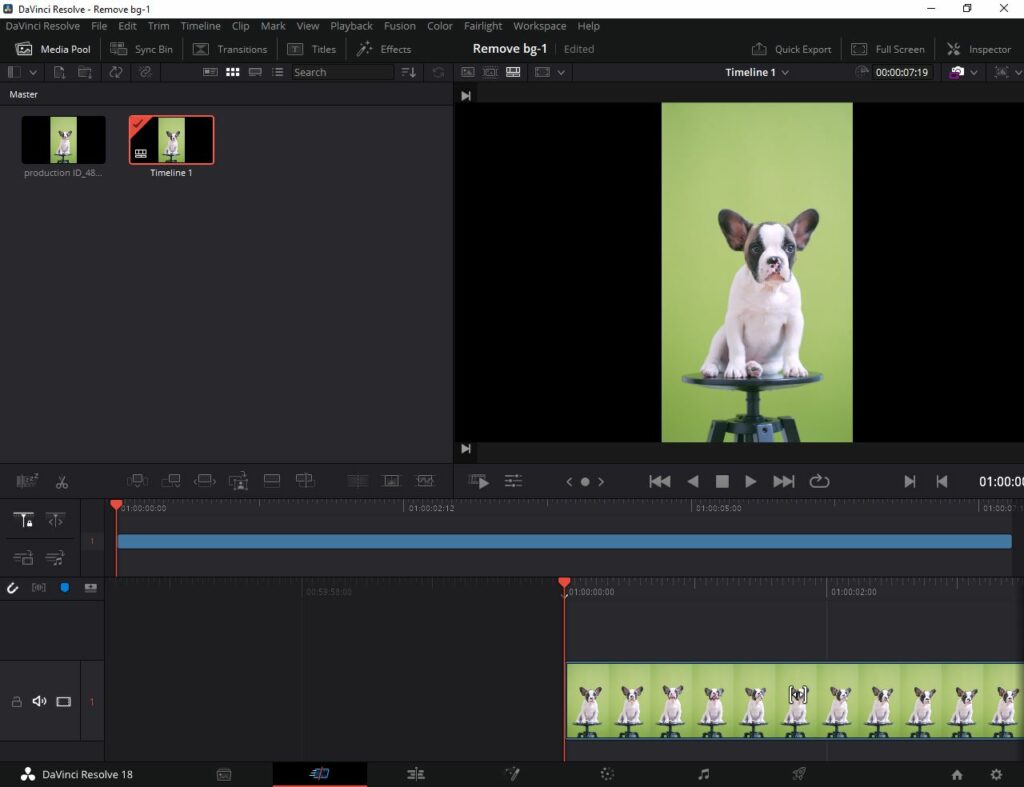 DaVinci Resolve - Remove bg-1
DaVinci Resolve File Edit Trim Timeline Clip Mark View Playback Fusion Color Fairlight Workspace Help
Media Pool Sync Bin Transitions Titles Effects Remove bg-1 Edited Quick Export Full Screen Inspector
Search Timeline 1 00:00:07:19
Master
production ID_48... Timeline 1
01:00:00
01:00:00:00 01:00:02:12 01:00:05:00
1
00:59:58:00 01:00:00:00 01:00:02:00
1
DaVinci Resolve 18